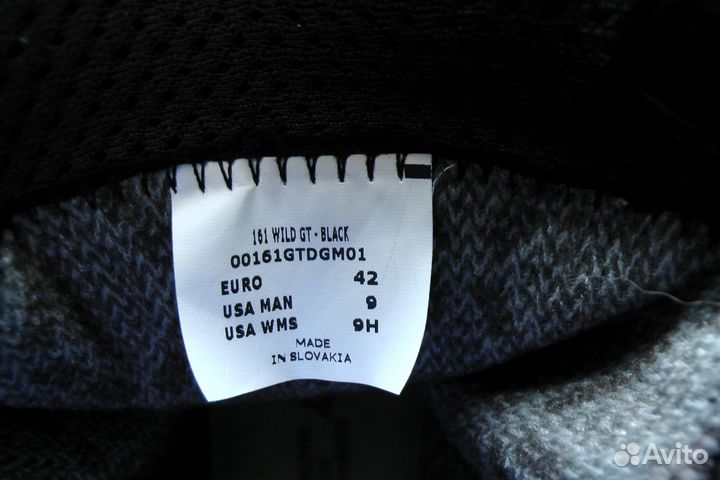 161 WILD GT - BLACK
00161GTDGM01
EURO 42
USA MAN 9
USA WMS 9H
MADE
IN SLOVAKIA
Avito